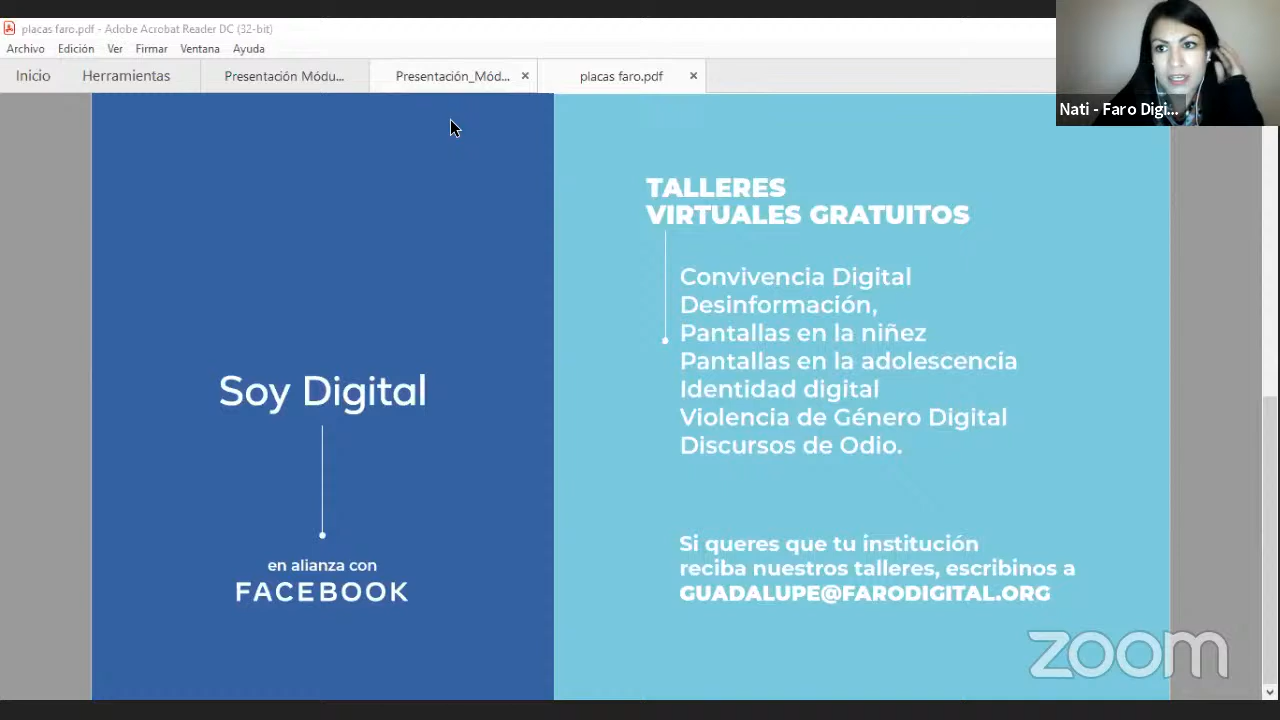 placas faro.pdf - Adobe Acrobat Reader DC (32-bit)
Archivo Edición Ver Firmar Ventana Ayuda
Inicio Herramientas Presentación Módu... Presentación_Mód... × placas faro.pdf ×
Nati - Faro Digi...
Soy Digital
en alianza con
FACEBOOK
TALLERES
VIRTUALES GRATUITOS
Convivencia Digital
Desinformación,
Pantallas en la niñez
Pantallas en la adolescencia
Identidad digital
Violencia de Género Digital
Discursos de Odio.
Si queres que tu institución
reciba nuestros talleres, escribinos a
GUADALUPE@FARODIGITAL.ORG
zoom